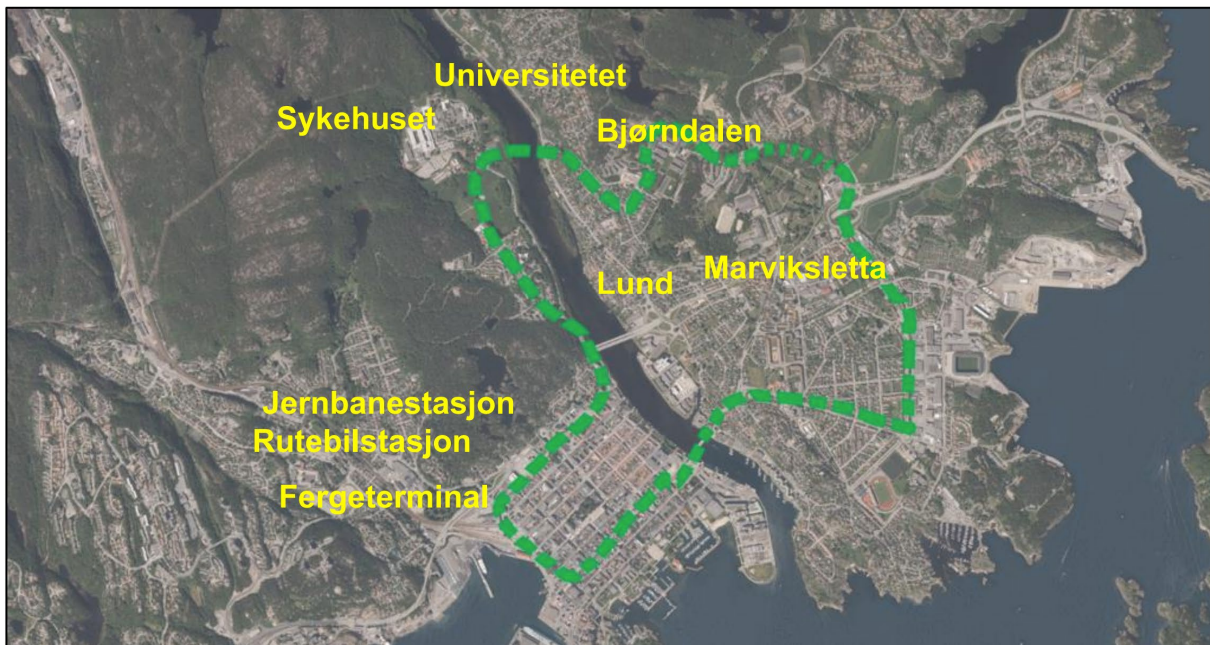 Universitetet
Sykehuset
Bjørndalen
Marviksletta
Lund
Jernbanestasjon
Rutebilstasjon
Fergeterminal